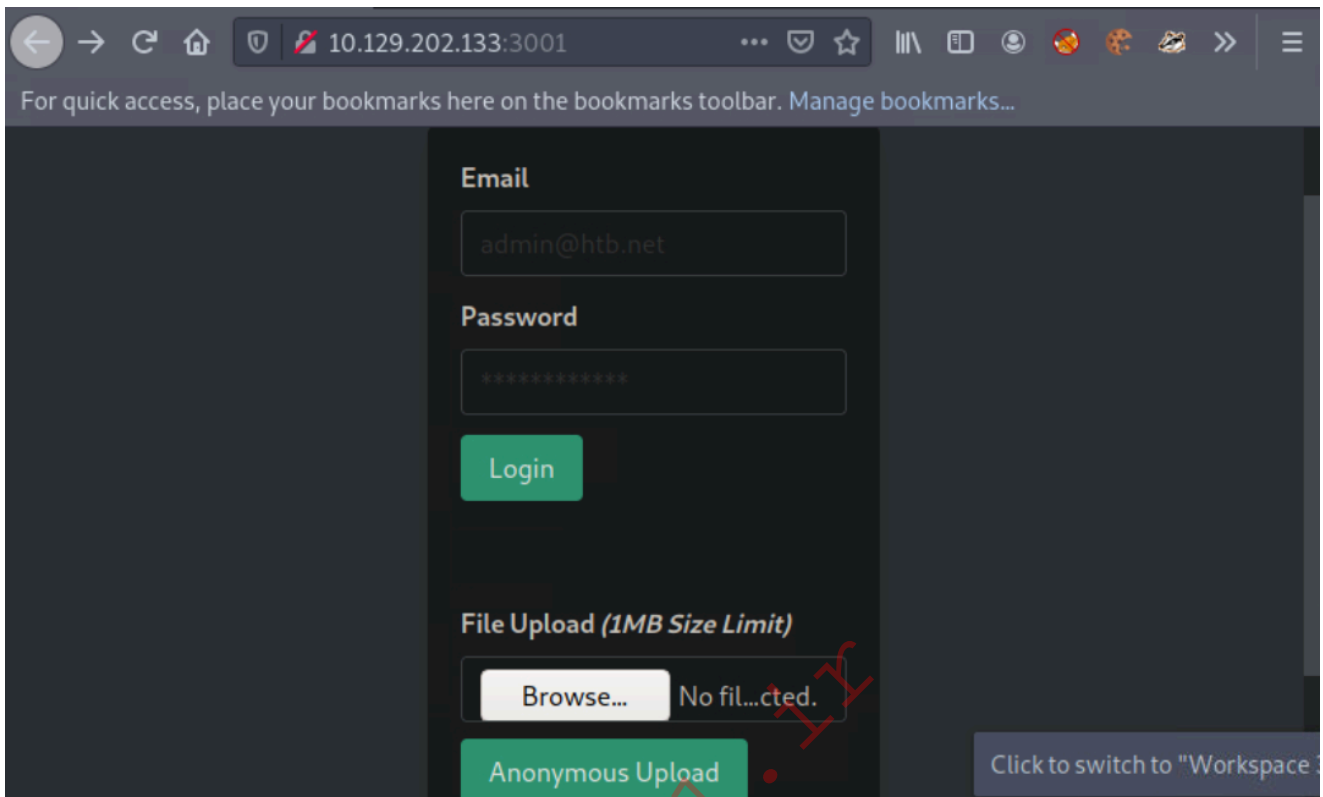 10.129.202.133:3001
For quick access, place your bookmarks here on the bookmarks toolbar. Manage bookmarks...
Email
admin@htb.net
Password
************
Login
File Upload (1MB Size Limit)
Browse... No fil...cted.
Anonymous Upload
Click to switch to "Workspace
.ir